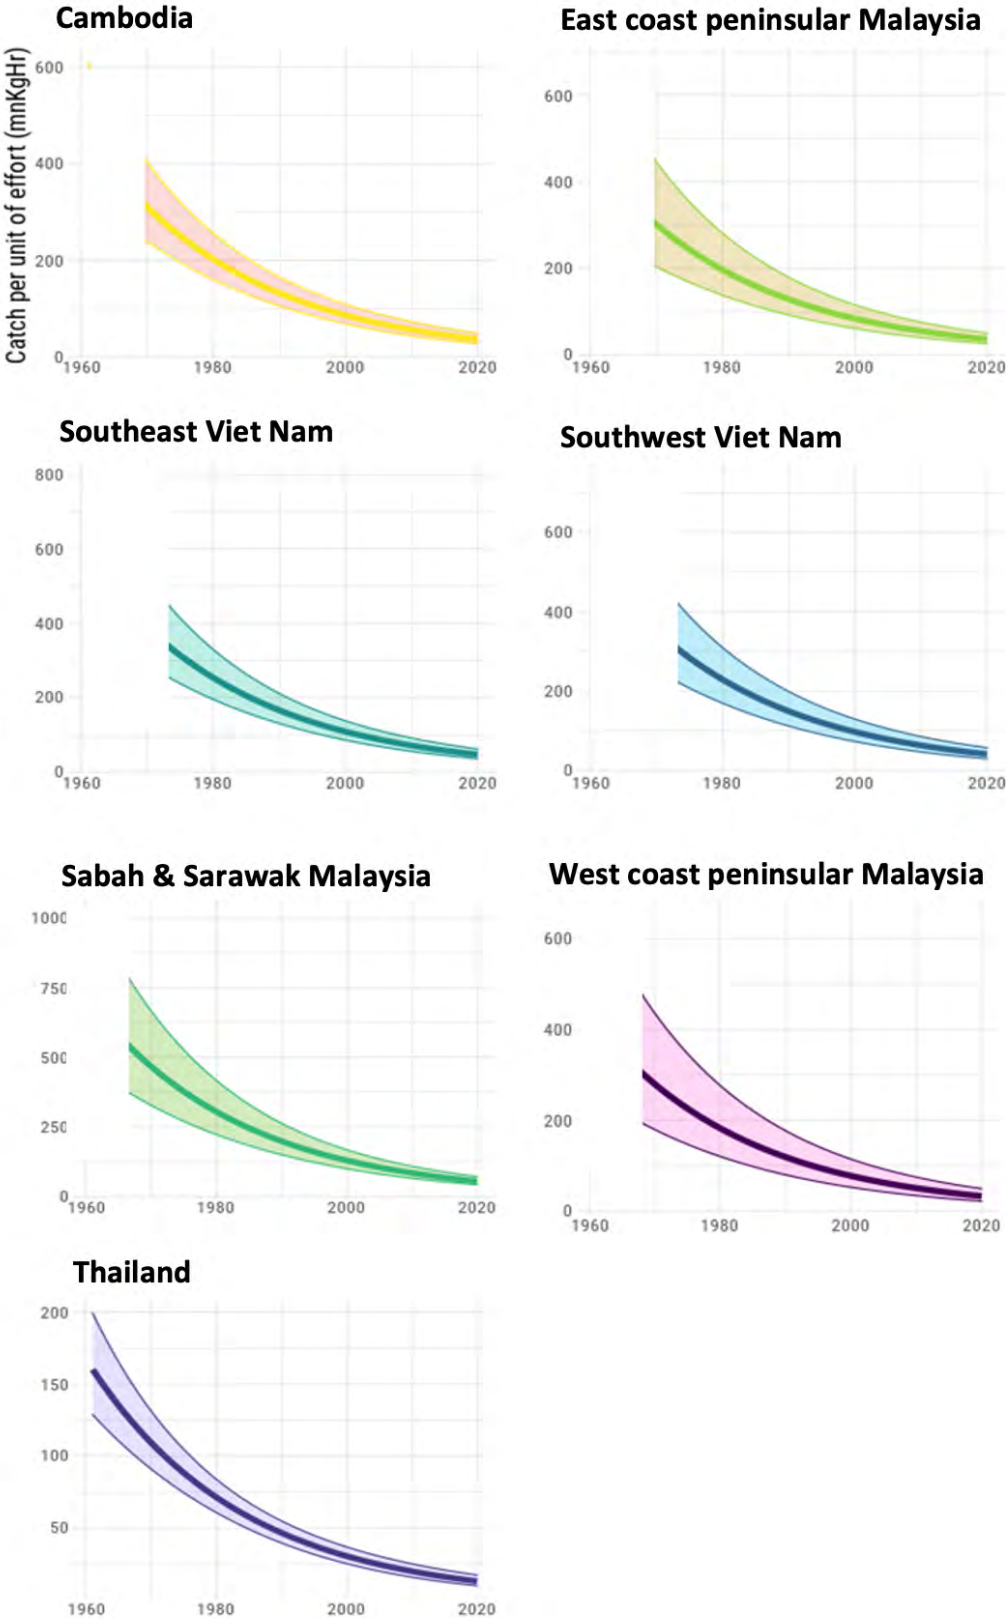 Cambodia
East coast peninsular Malaysia
Catch per unit of effort (mnKgHr)
600
400
200
0
1960 1980 2000 2020
600
400
200
0
1960 1980 2000 2020
Southeast Viet Nam
Southwest Viet Nam
800
600
400
200
0
1960 1980 2000 2020
600
400
200
0
1960 1980 2000 2020
Sabah & Sarawak Malaysia
West coast peninsular Malaysia
1000
750
500
250
0
1960 1980 2000 2020
600
400
200
0
1960 1980 2000 2020
Thailand
200
150
100
50
1960 1980 2000 2020